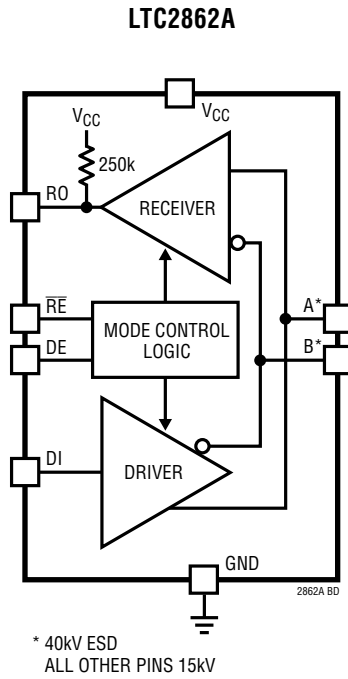 LTC2862A
VCC
VCC
250k
RO
RECEIVER
RE
A*
MODE CONTROL
LOGIC
DE
B*
DI
DRIVER
GND
2862A BD
* 40kV ESD
ALL OTHER PINS 15kV